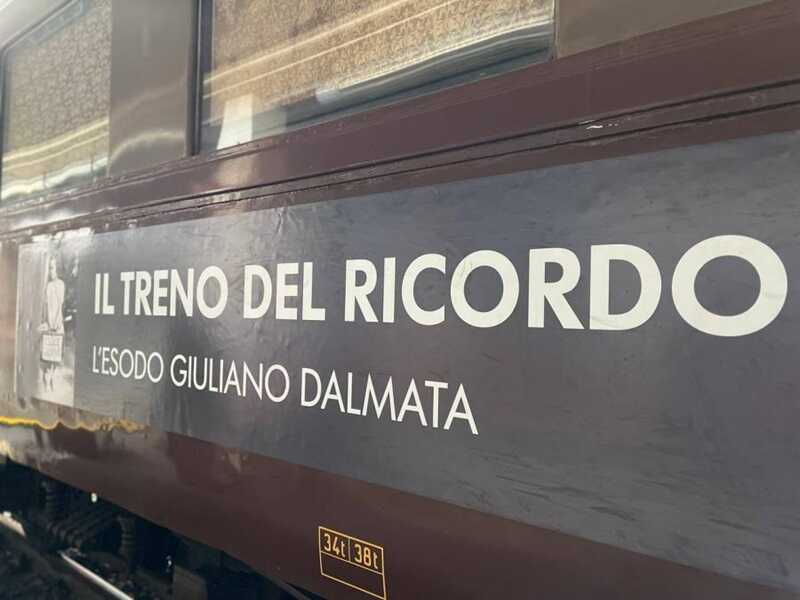 IL TRENO DEL RICORDO
L'ESODO GIULIANO DALMATA
34t 38t